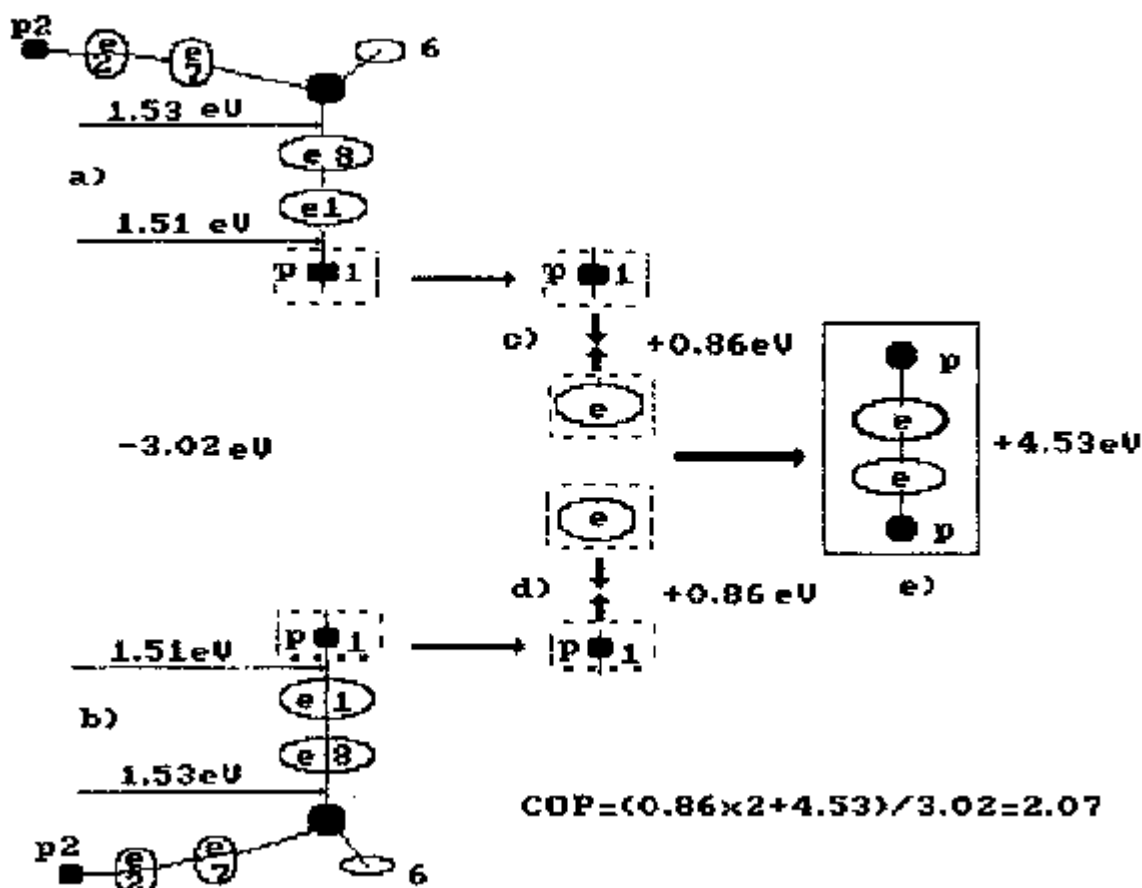 p2
e 2
e 7
6
1.53 eV
e 8
a)
e1
1.51 eV
p 1
p 1
c)
+0.86eV
e
p
e
+4.53eV
e
p
e)
-3.02eV
e
d)
+0.86eV
p 1
p 1
1.51eV
e 1
b)
e 8
1.53eV
COP=(0.86x2+4.53)/3.02=2.07
p2
e 2
e 7
6